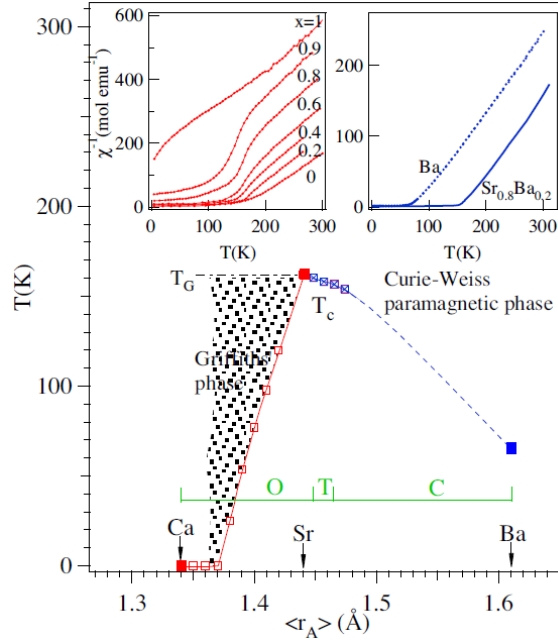 300
200
100
0
T(K)
600
400
200
0
χ⁻¹(mol emu⁻¹)
x=1
0.9
0.8
0.6
0.4
0.2
0
0 100 200 300
T(K)
200
100
0
Ba
Sr0.8Ba0.2
0 100 200 300
T(K)
TG
Tc
Curie-Weiss
paramagnetic phase
Griffiths
phase
O T C
Ca Sr Ba
1.3 1.4 1.5 1.6
<rA> (Å)